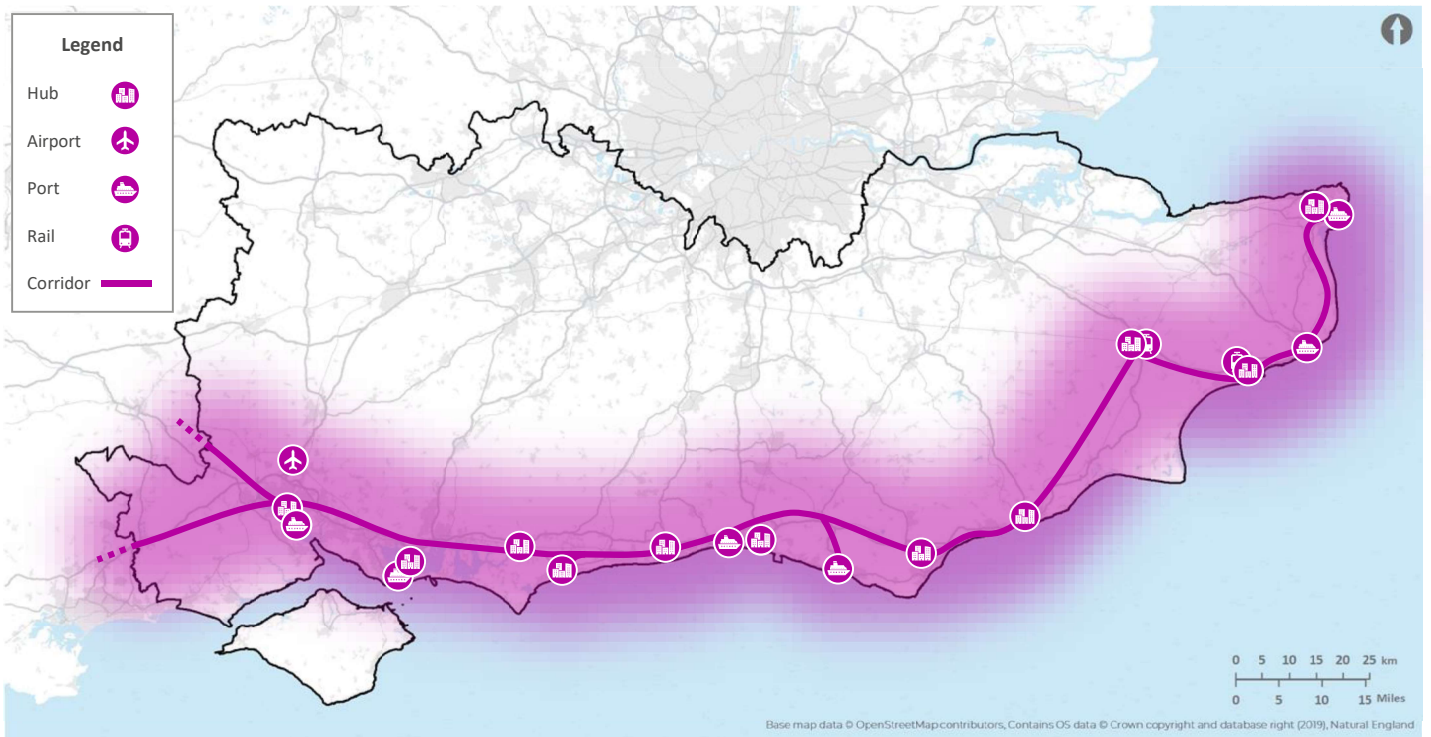 Legend
Hub
Airport
Port
Rail
Corridor
0 5 10 15 20 25 km
0 5 10 15 Miles
Base map data © OpenStreetMap contributors, Contains OS data © Crown copyright and database right (2019), Natural England